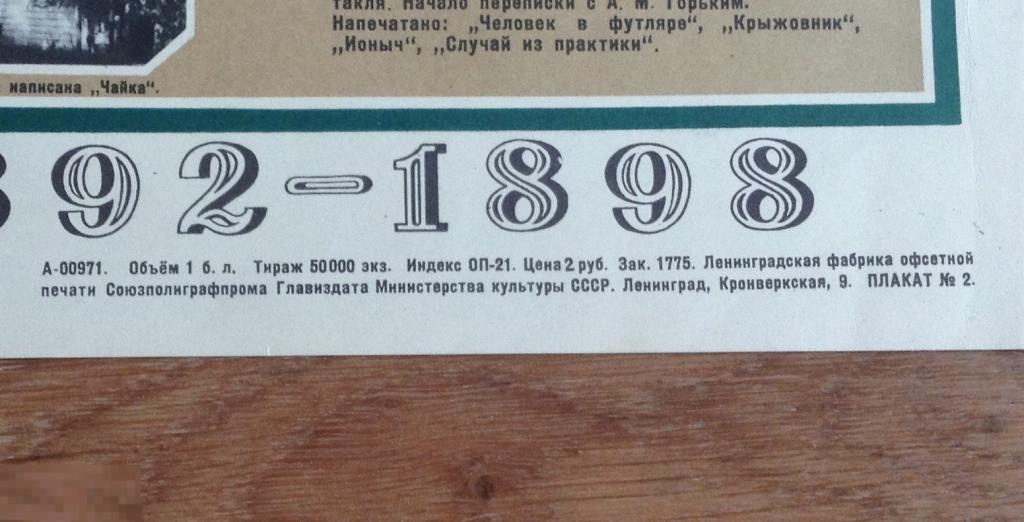 такля. Начало переписки с А. М. Горьким.
Напечатано: „Человек в футляре“, „Крыжовник“,
„Ионыч“, „Случай из практики“.
написана „Чайка“.
892-1898
А-00971. Объём 1 б. л. Тираж 50000 экз. Индекс ОП-21. Цена 2 руб. Зак. 1775. Ленинградская фабрика офсетной
печати Союзполиграфпрома Главиздата Министерства культуры СССР. Ленинград, Кронверкская, 9. ПЛАКАТ № 2.